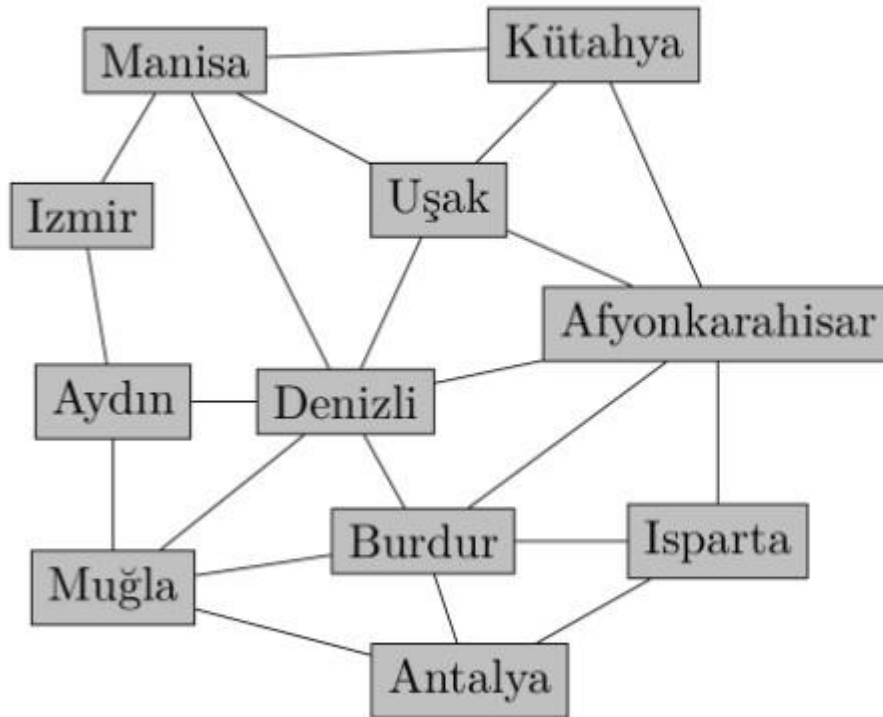 Manisa
Kütahya
Uşak
Izmir
Afyonkarahisar
Aydın
Denizli
Burdur
Isparta
Muğla
Antalya